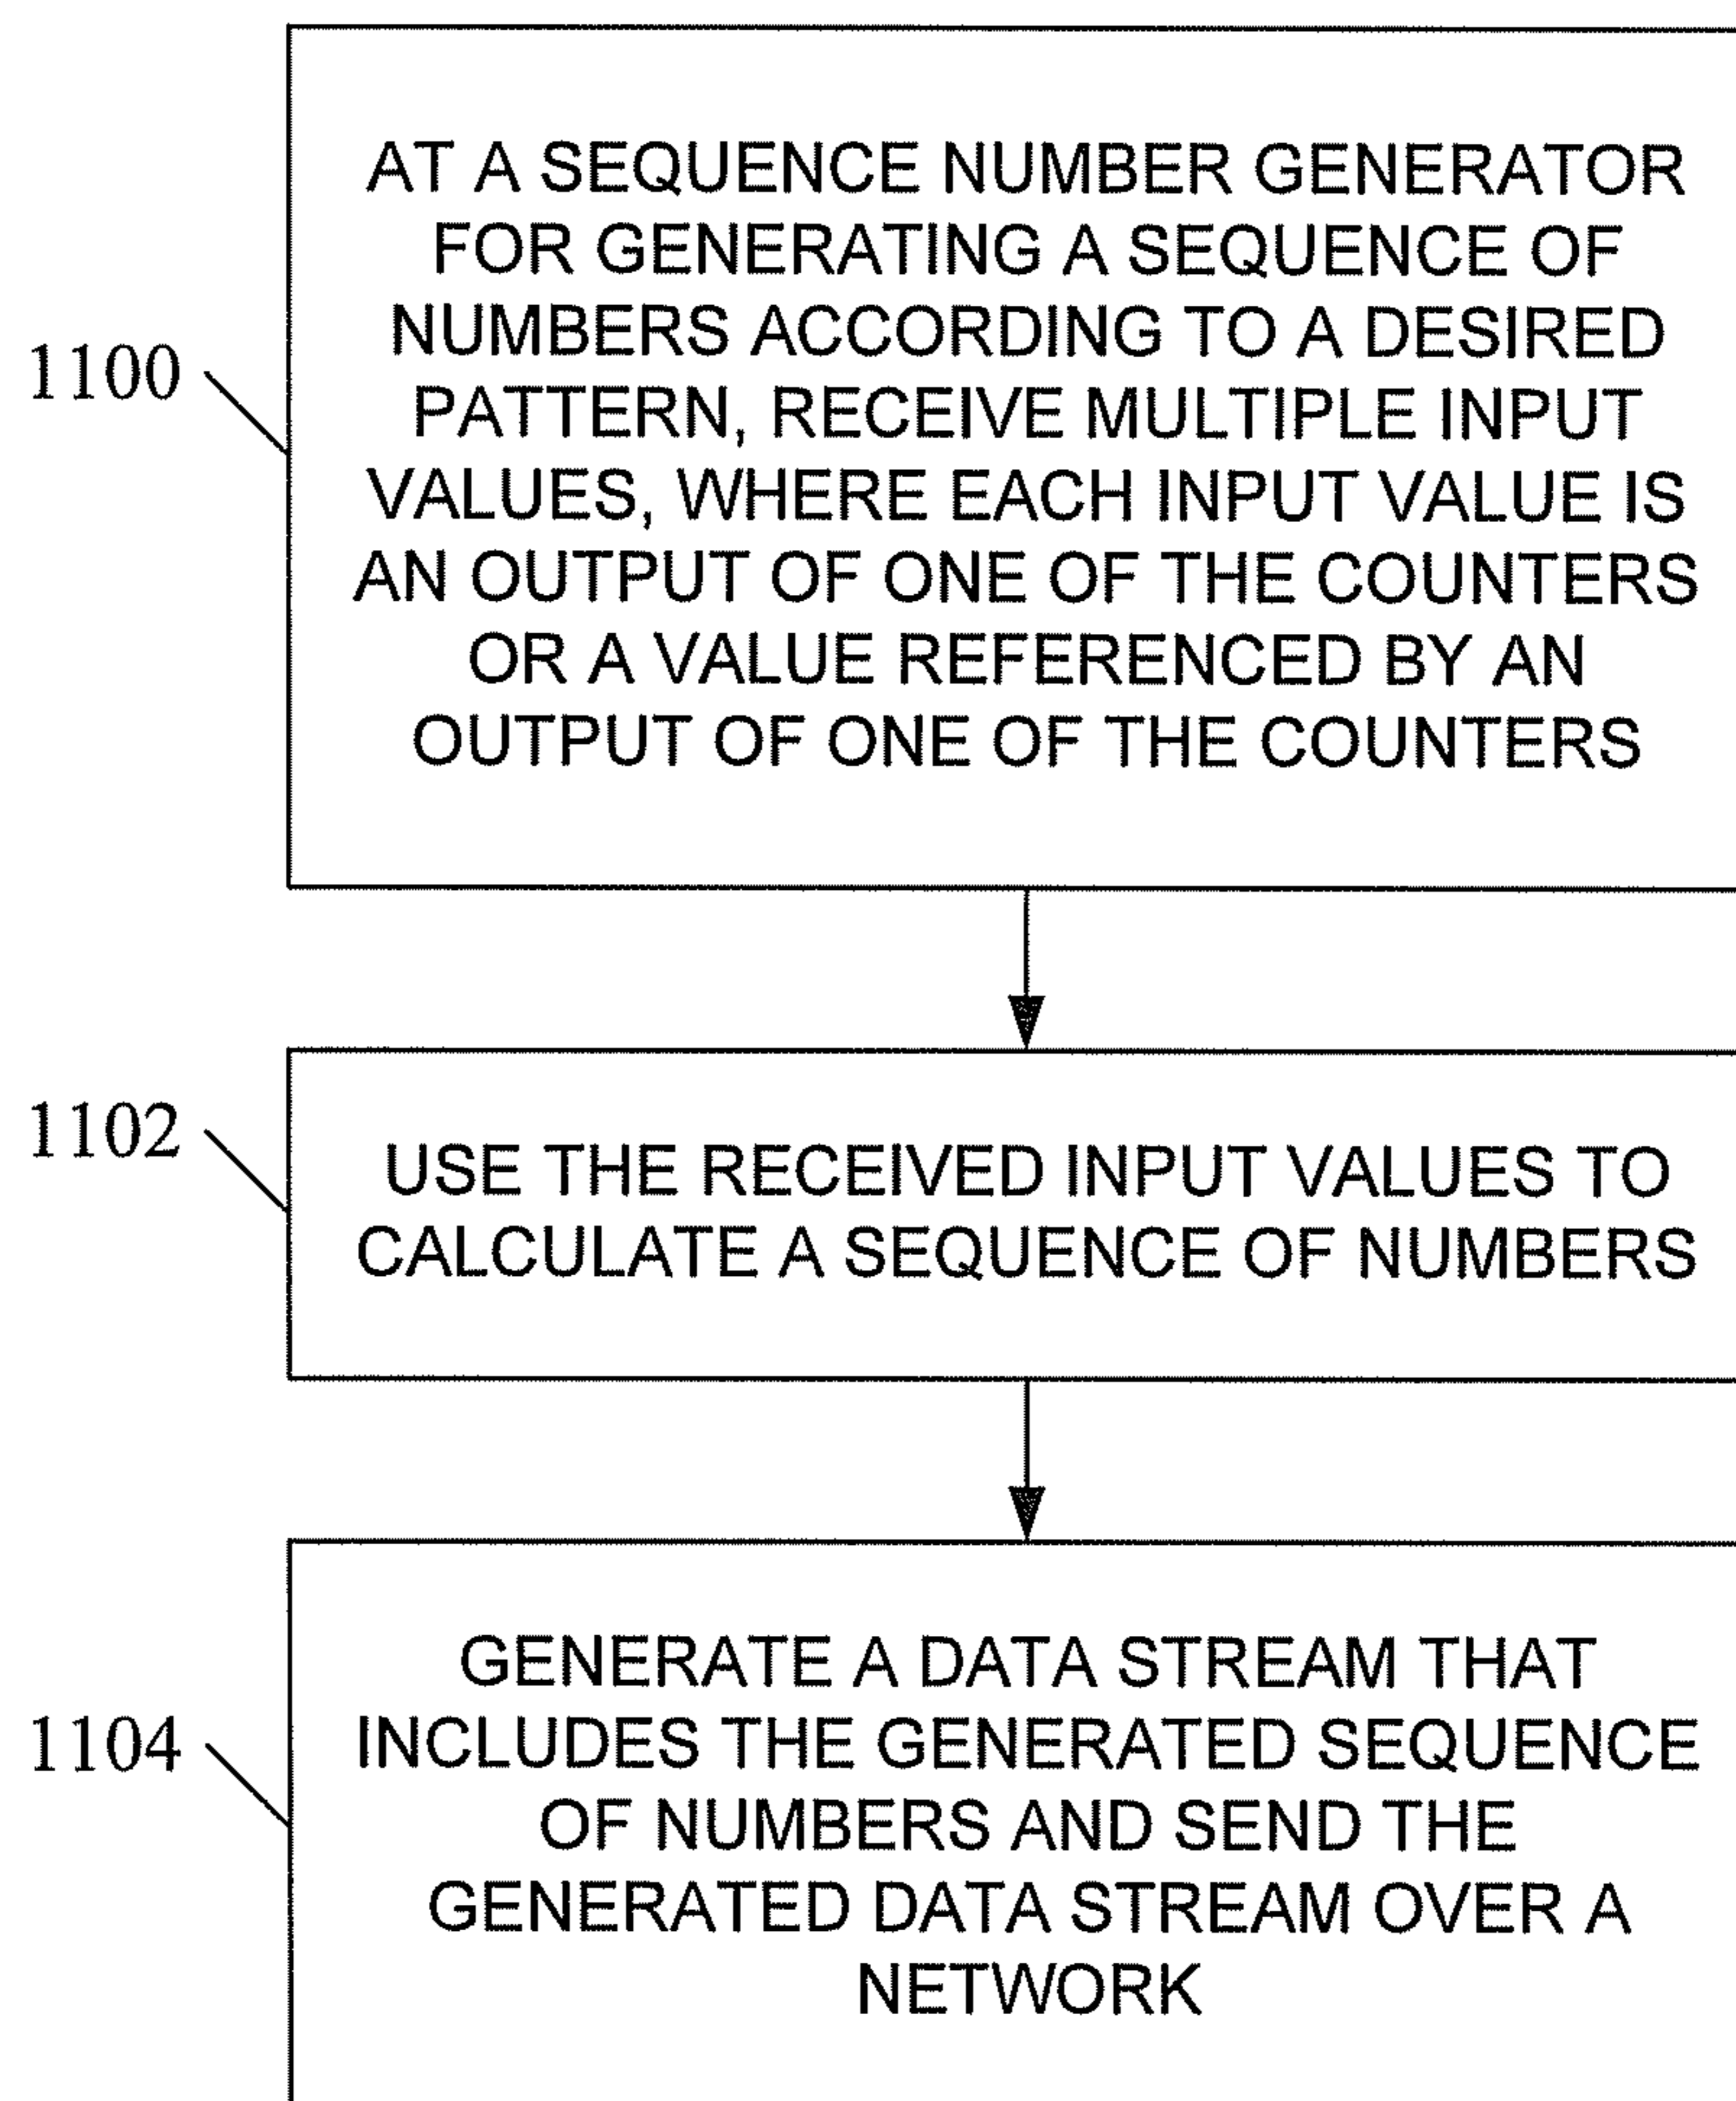 AT A SEQUENCE NUMBER GENERATOR
FOR GENERATING A SEQUENCE OF
NUMBERS ACCORDING TO A DESIRED
1100
PATTERN, RECEIVE MULTIPLE INPUT
VALUES, WHERE EACH INPUT VALUE IS
AN OUTPUT OF ONE OF THE COUNTERS
OR A VALUE REFERENCED BY AN
OUTPUT OF ONE OF THE COUNTERS
1102
USE THE RECEIVED INPUT VALUES TO
CALCULATE A SEQUENCE OF NUMBERS
GENERATE A DATA STREAM THAT
1104
INCLUDES THE GENERATED SEQUENCE
OF NUMBERS AND SEND THE
GENERATED DATA STREAM OVER A
NETWORK